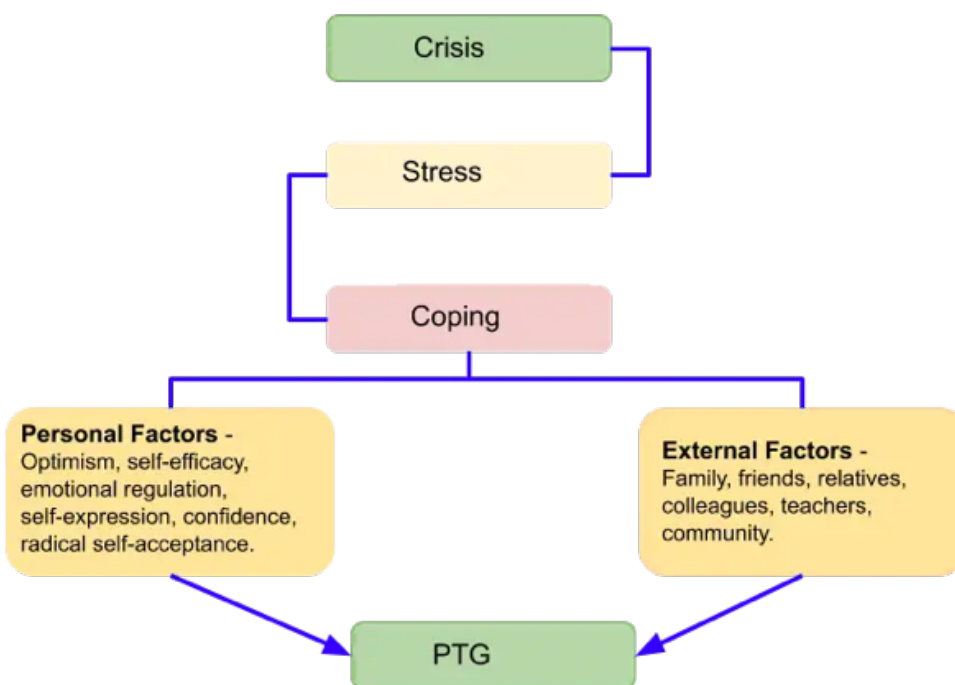 Crisis
Stress
Coping
Personal Factors -
Optimism, self-efficacy,
emotional regulation,
self-expression, confidence,
radical self-acceptance.
External Factors -
Family, friends, relatives,
colleagues, teachers,
community.
PTG